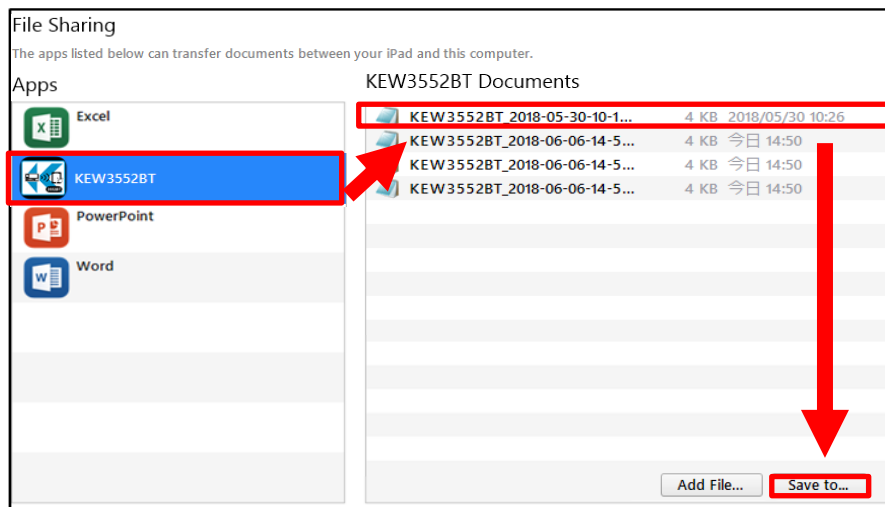 File Sharing
The apps listed below can transfer documents between your iPad and this computer.
Apps
KEW3552BT Documents
Excel
KEW3552BT
PowerPoint
Word
KEW3552BT_2018-05-30-10-1... 4 KB 2018/05/30 10:26
KEW3552BT_2018-06-06-14-5... 4 KB 今日 14:50
KEW3552BT_2018-06-06-14-5... 4 KB 今日 14:50
KEW3552BT_2018-06-06-14-5... 4 KB 今日 14:50
Add File... Save to...